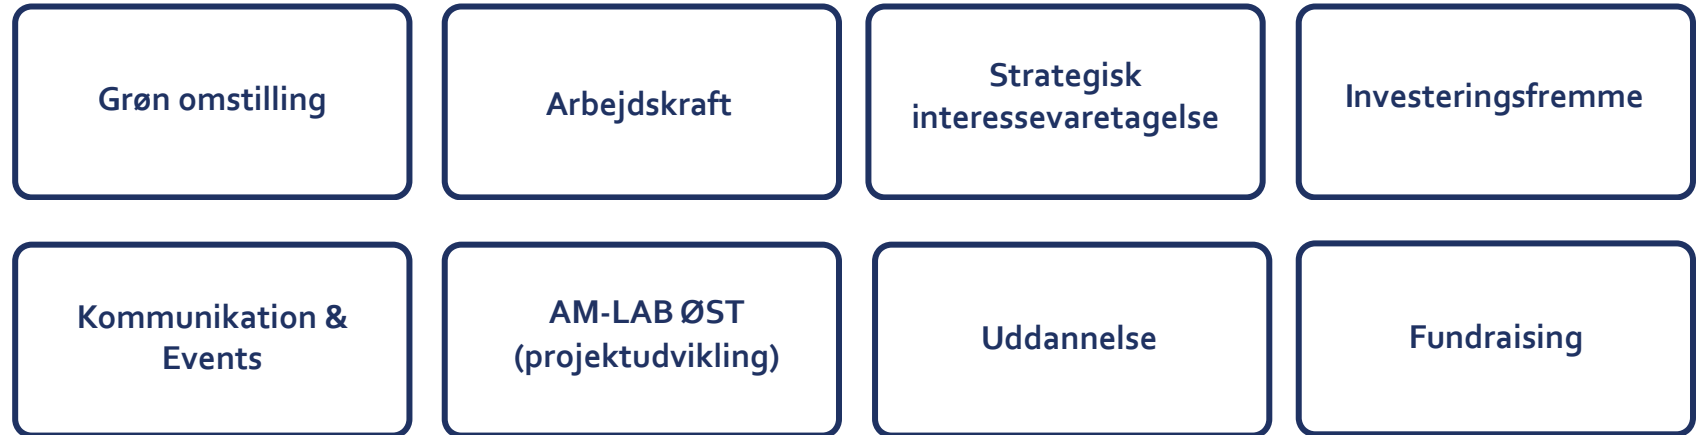 Grøn omstilling
Arbejdskraft
Strategisk
interessevaretagelse
Investeringsfremme
Kommunikation &
Events
AM-LAB ØST
(projektudvikling)
Uddannelse
Fundraising